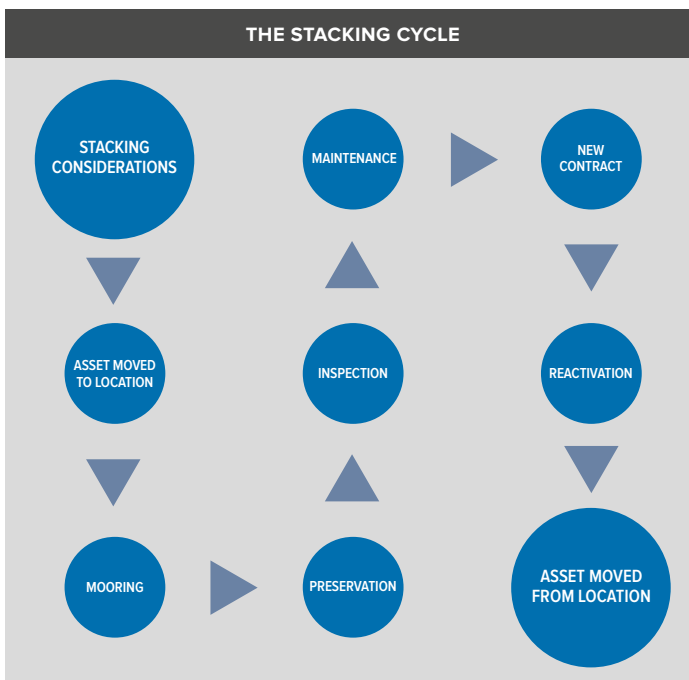 THE STACKING CYCLE
STACKING
CONSIDERATIONS
ASSET MOVED
TO LOCATION
MOORING
PRESERVATION
INSPECTION
MAINTENANCE
NEW
CONTRACT
REACTIVATION
ASSET MOVED
FROM LOCATION